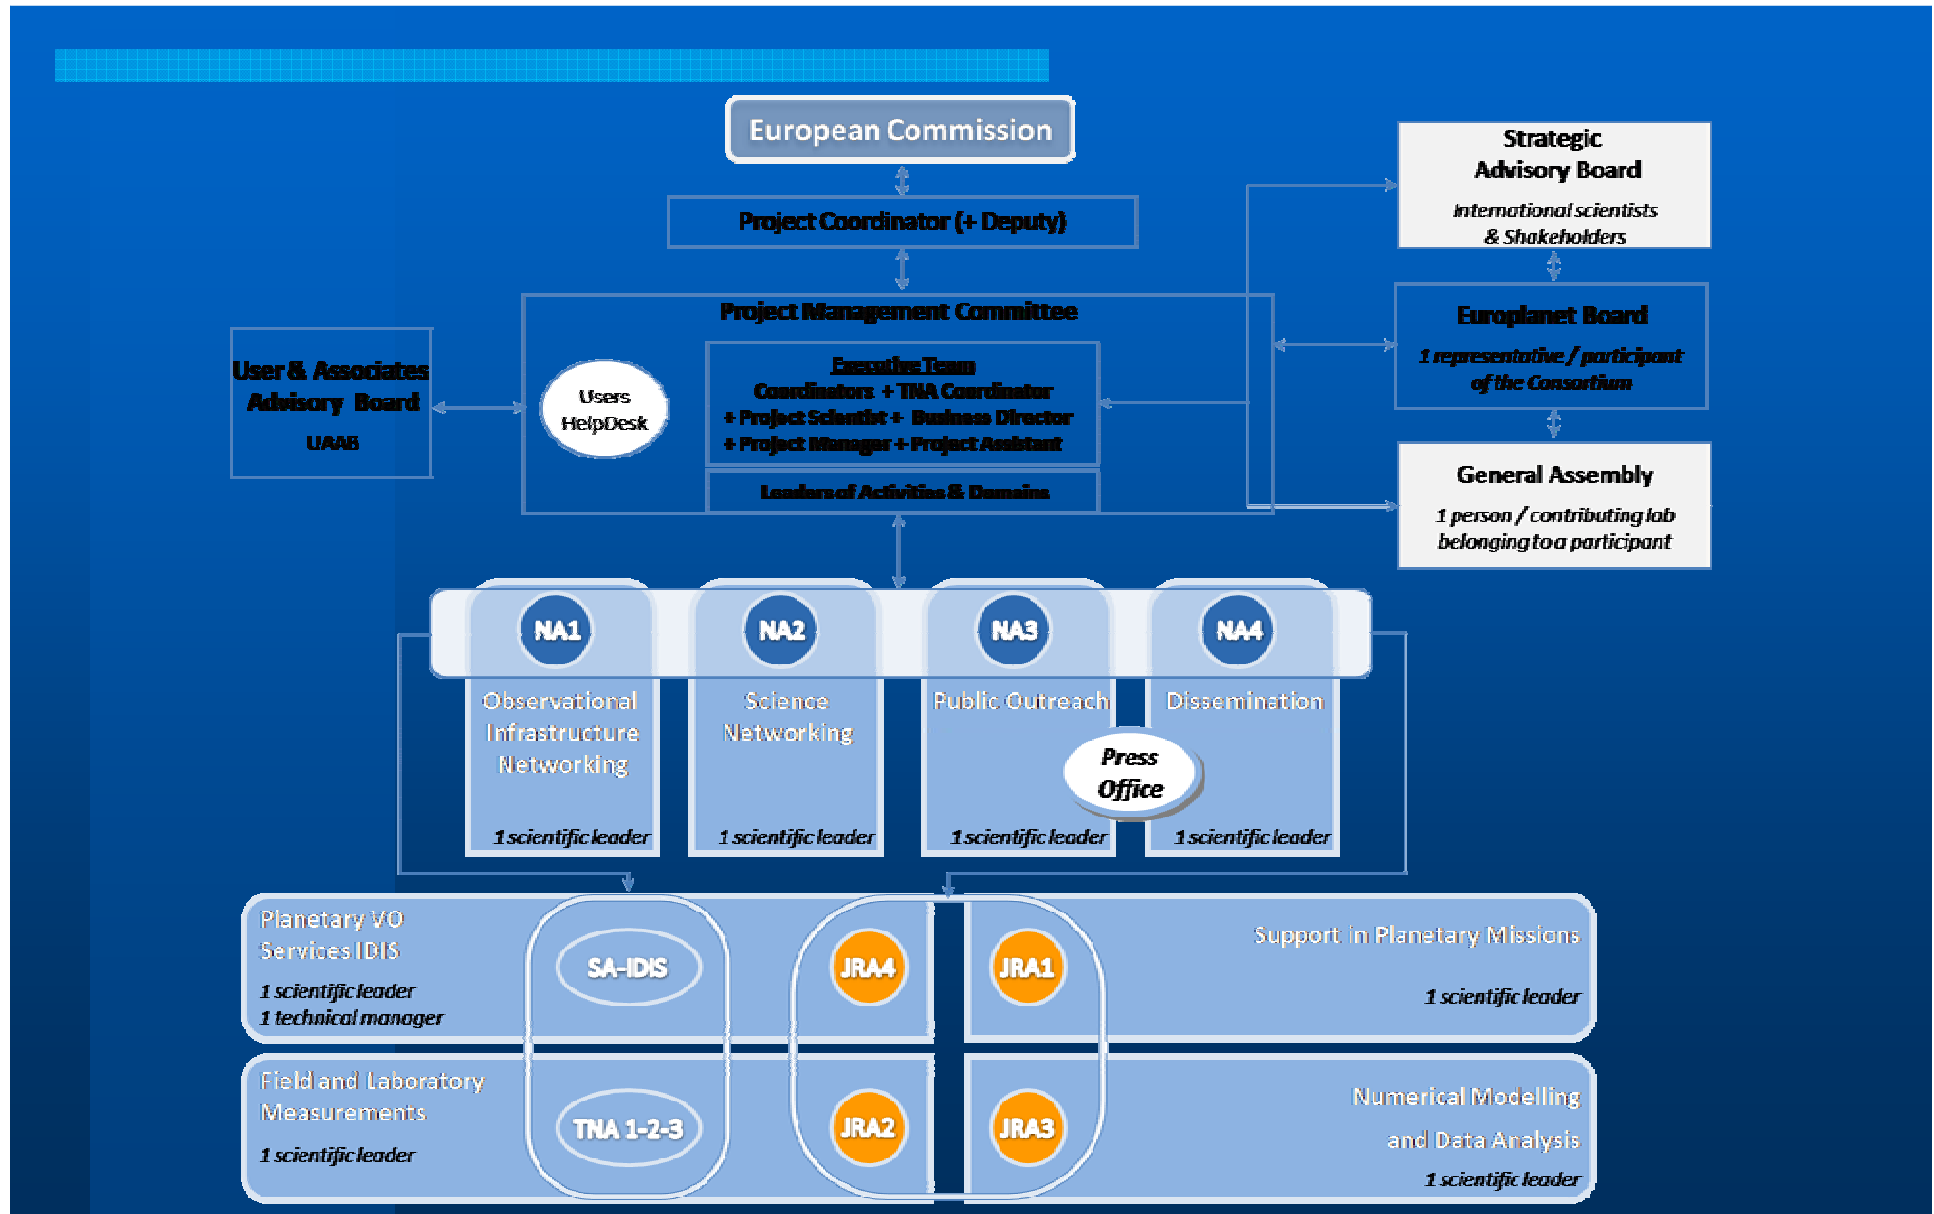 European Commission
Project Coordinator (+ Deputy)
Strategic
Advisory Board
International scientists
& Shakeholders
Project Management Committee
Europlanet Board
1 representative / participant
of the Consortium
User & Associates
Advisory Board
UAAB
Users
HelpDesk
Executive Team
Coordinators + TNA Coordinator
+ Project Scientist + Business Director
+ Project Manager + Project Assistant
Leaders of Activities & Domains
General Assembly
1 person / contributing lab
belonging to a participant
NA1
NA2
NA3
NA4
Observational
Infrastructure
Networking
1 scientific leader
Science
Networking
1 scientific leader
Public Outreach
1 scientific leader
Dissemination
1 scientific leader
Press
Office
Planetary VO
Services IDIS
1 scientific leader
1 technical manager
SA-IDIS
JRA4
JRA1
Support in Planetary Missions
1 scientific leader
Field and Laboratory
Measurements
1 scientific leader
TNA 1-2-3
JRA2
JRA3
Numerical Modelling
and Data Analysis
1 scientific leader